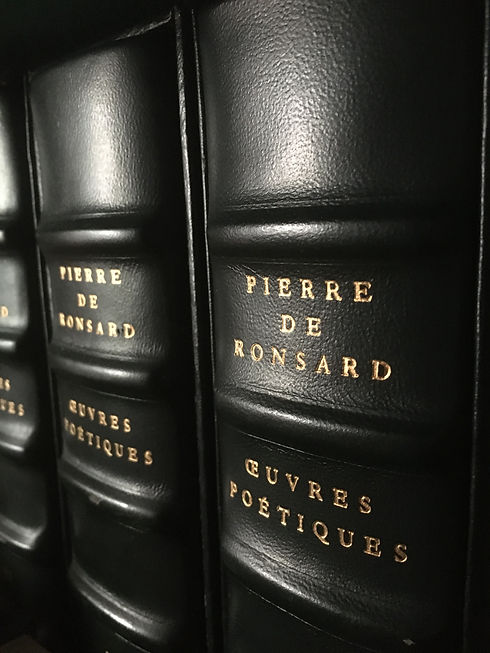 PIERRE
DE
RONSARD
ŒUVRES
POÉTIQUES
PIERRE
DE
RONSARD
ŒUVRES
POÉTIQUES